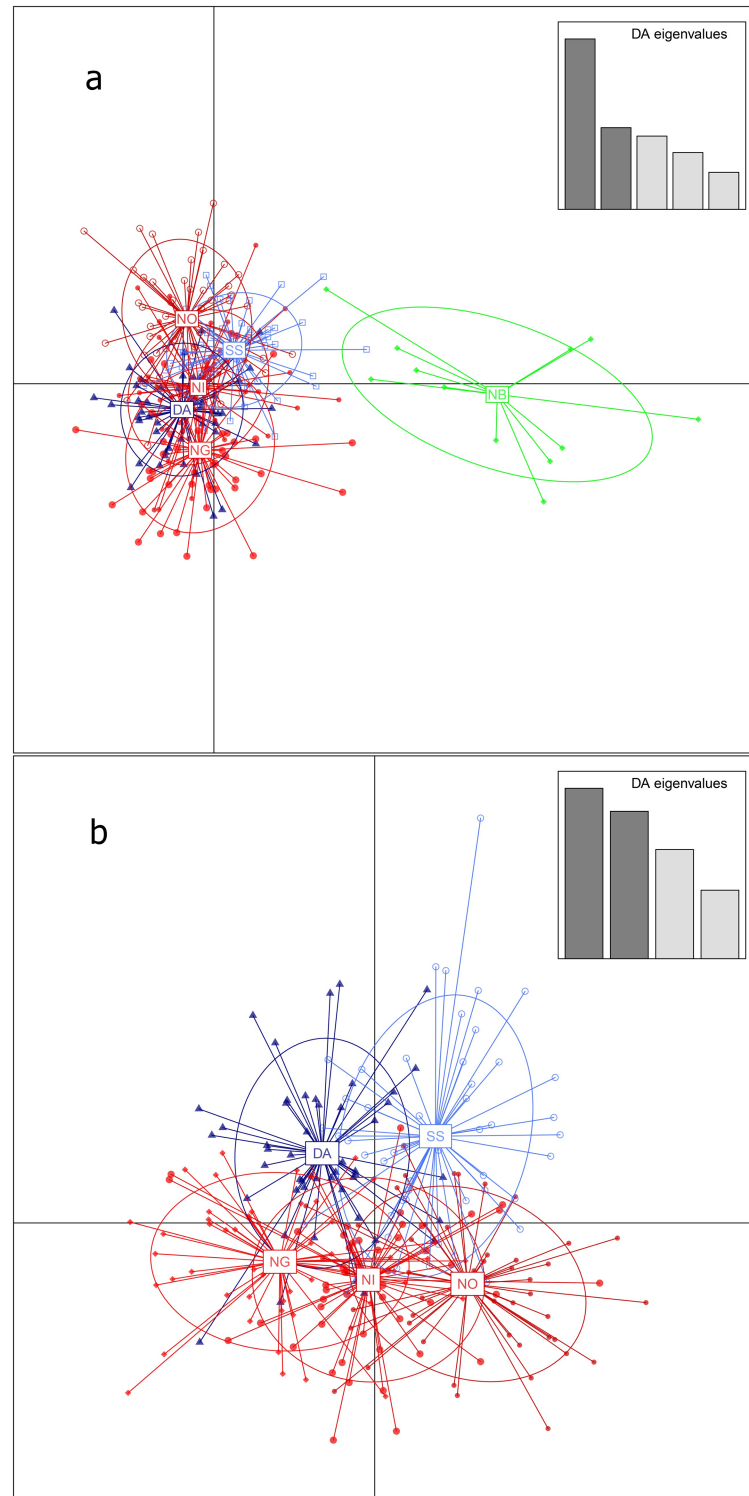 DA eigenvalues
a
NO
SS
NI
NB
DA
NG
DA eigenvalues
b
SS
DA
NG
NI
NO